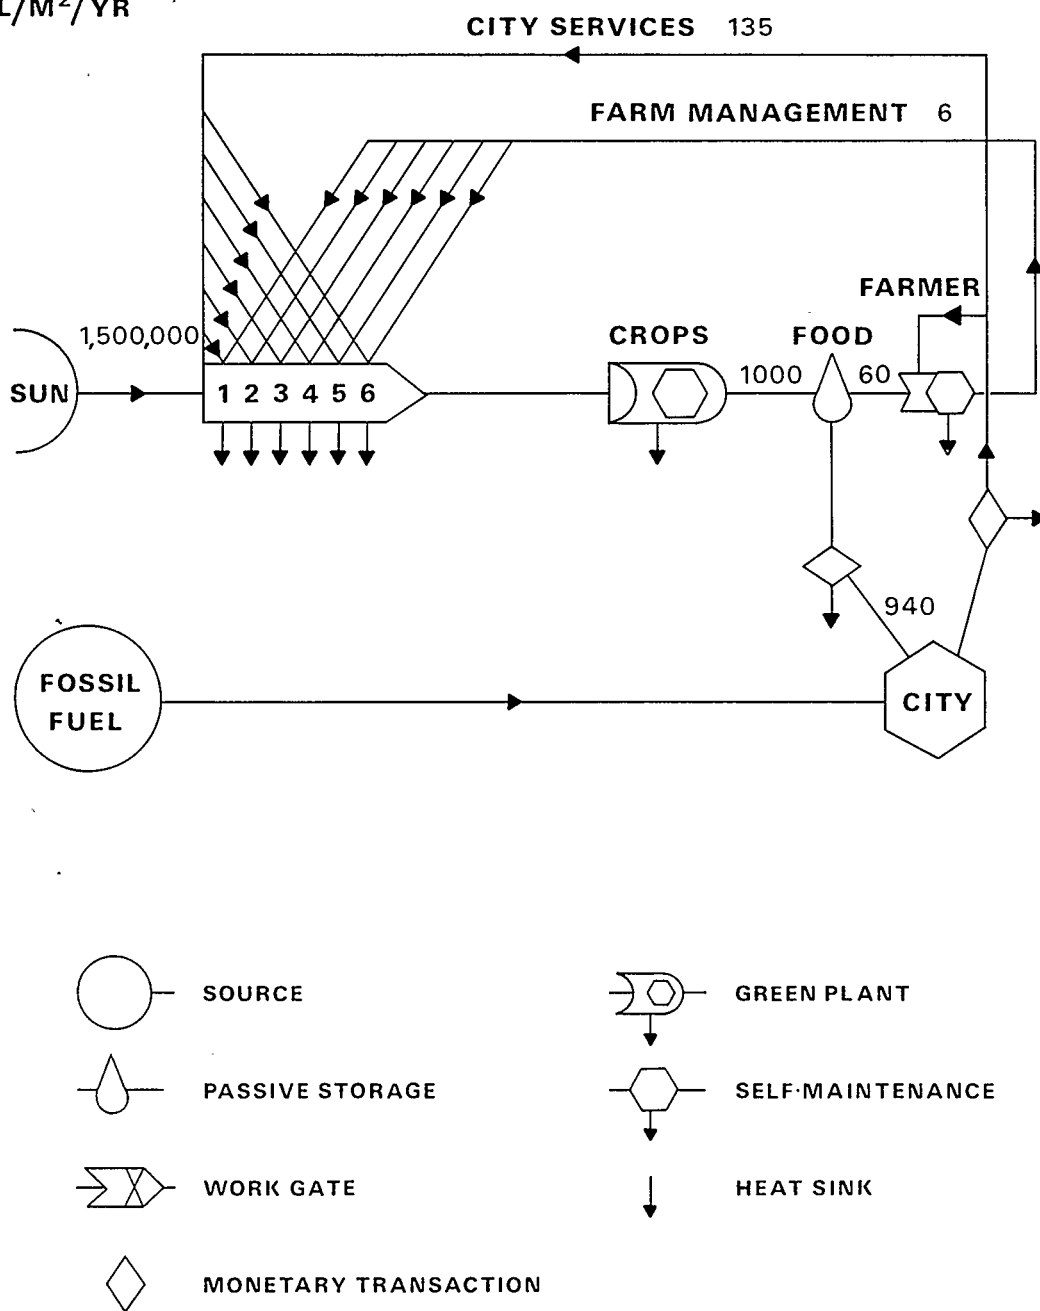 L/M²/YR
CITY SERVICES 135
FARM MANAGEMENT 6
FARMER
1,500,000
CROPS
FOOD
1000
60
SUN
1 2 3 4 5 6
940
FOSSIL
FUEL
CITY
SOURCE
GREEN PLANT
PASSIVE STORAGE
SELF-MAINTENANCE
WORK GATE
HEAT SINK
MONETARY TRANSACTION